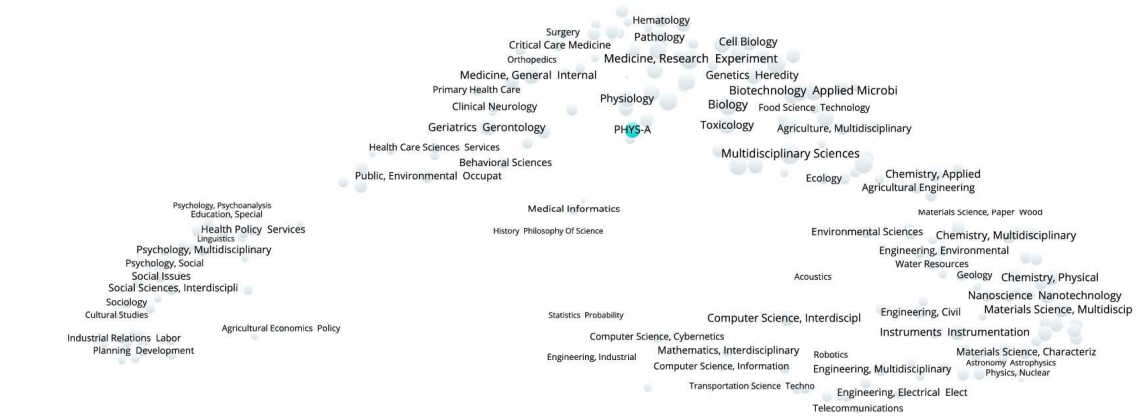 Hematology
Surgery
Pathology
Cell Biology
Critical Care Medicine
Orthopedics
Medicine, Research Experiment
Medicine, General Internal
Genetics Heredity
Primary Health Care
Biotechnology Applied Microbi
Physiology
Clinical Neurology
Biology
Food Science Technology
Geriatrics Gerontology
PHYS-A
Toxicology
Agriculture, Multidisciplinary
Health Care Sciences Services
Multidisciplinary Sciences
Behavioral Sciences
Public, Environmental Occupat
Ecology
Chemistry, Applied
Agricultural Engineering
Psychology, Psychoanalysis
Education, Special
Medical Informatics
Materials Science, Paper Wood
Health Policy Services
Linguistics
History Philosophy Of Science
Environmental Sciences
Chemistry, Multidisciplinary
Psychology, Multidisciplinary
Engineering, Environmental
Psychology, Social
Water Resources
Social Issues
Acoustics
Geology
Chemistry, Physical
Social Sciences, Interdiscipli
Sociology
Nanoscience Nanotechnology
Cultural Studies
Statistics Probability
Computer Science, Interdiscipl
Engineering, Civil
Materials Science, Multidiscip
Agricultural Economics Policy
Industrial Relations Labor
Computer Science, Cybernetics
Instruments Instrumentation
Planning Development
Engineering, Industrial
Mathematics, Interdisciplinary
Robotics
Materials Science, Characteriz
Computer Science, Information
Engineering, Multidisciplinary
Astronomy Astrophysics
Physics, Nuclear
Transportation Science Techno
Engineering, Electrical Elect
Telecommunications